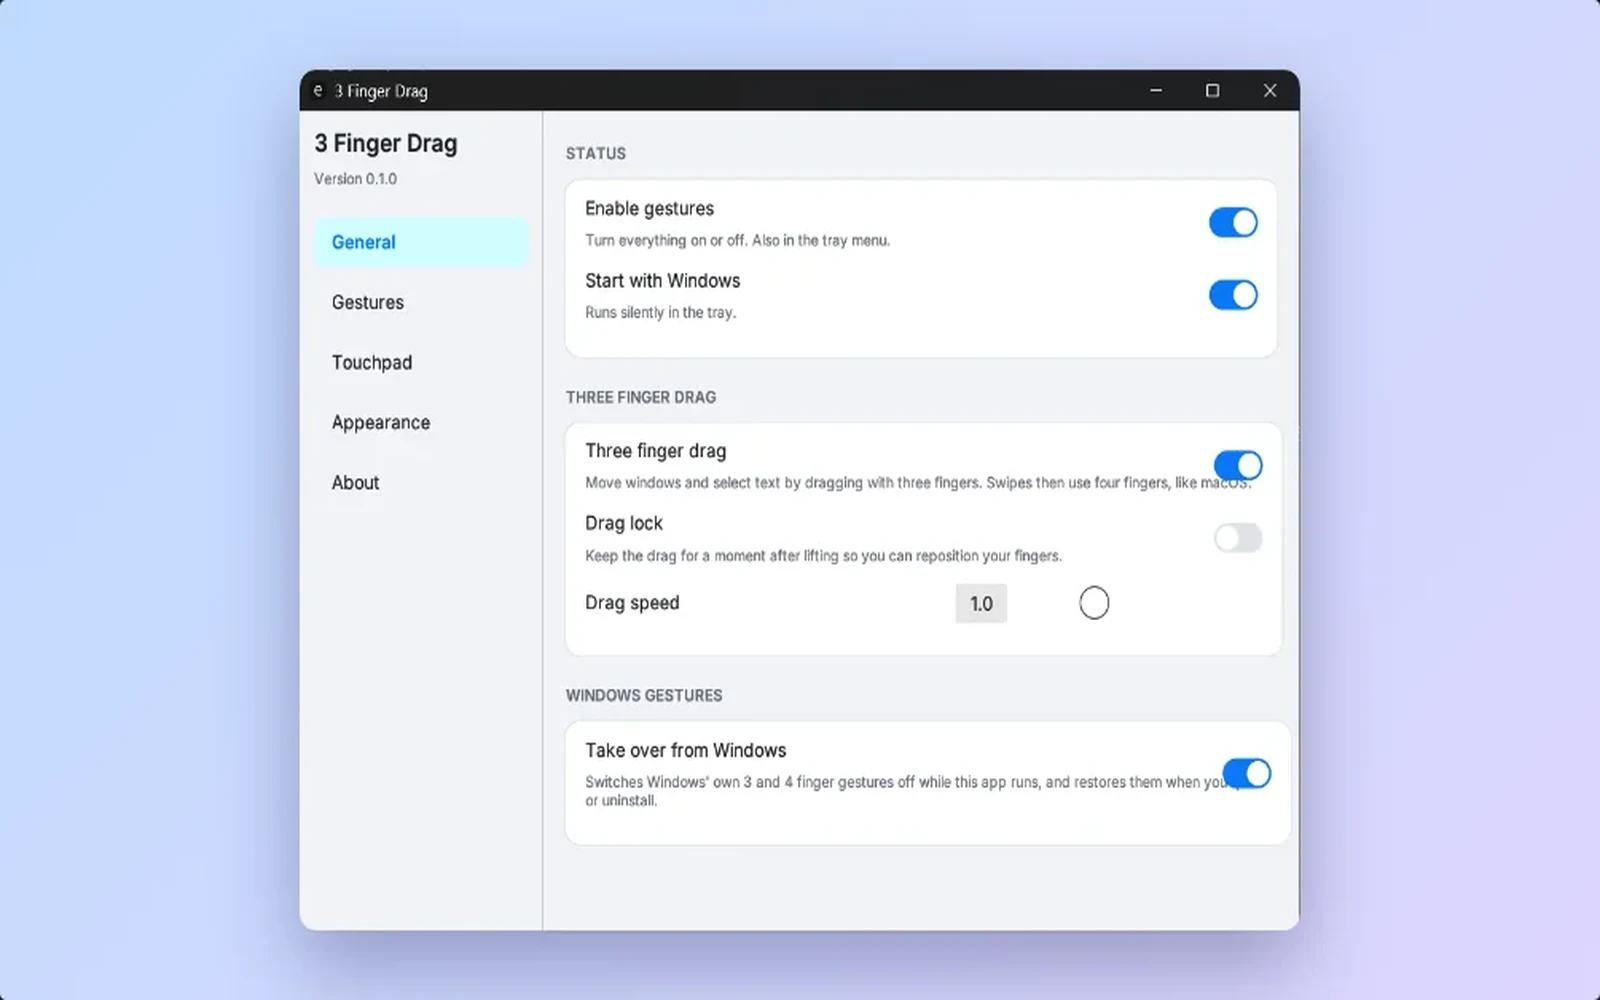 3 Finger Drag
3 Finger Drag
Version 0.1.0
General
Gestures
Touchpad
Appearance
About
STATUS
Enable gestures
Turn everything on or off. Also in the tray menu.
Start with Windows
Runs silently in the tray.
THREE FINGER DRAG
Three finger drag
Move windows and select text by dragging with three fingers. Swipes then use four fingers, like macOS.
Drag lock
Keep the drag for a moment after lifting so you can reposition your fingers.
Drag speed
1.0
WINDOWS GESTURES
Take over from Windows
Switches Windows' own 3 and 4 finger gestures off while this app runs, and restores them when you
or uninstall.